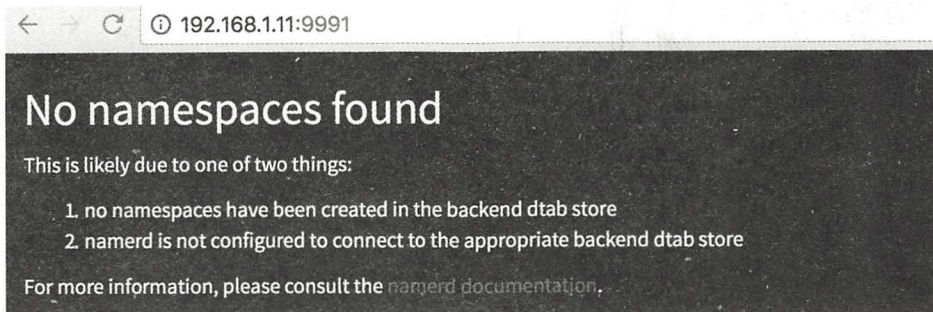 192.168.1.11:9991
No namespaces found
This is likely due to one of two things:
1. no namespaces have been created in the backend dtab store
2. namerd is not configured to connect to the appropriate backend dtab store
For more information, please consult the namerd documentation.